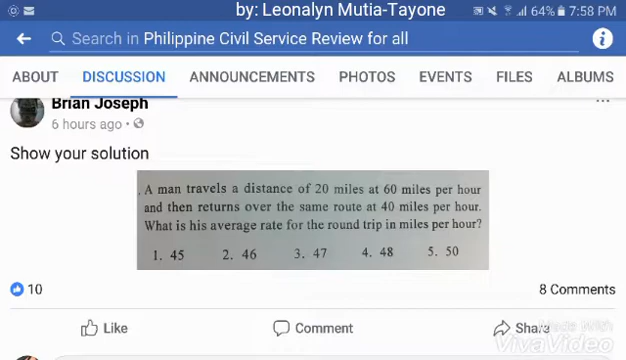 by: Leonalyn Mutia-Tayone
64% 7:58 PM
Search in Philippine Civil Service Review for all
ABOUT DISCUSSION ANNOUNCEMENTS PHOTOS EVENTS FILES ALBUMS
Brian Joseph
6 hours ago •
Show your solution
A man travels a distance of 20 miles at 60 miles per hour
and then returns over the same route at 40 miles per hour.
What is his average rate for the round trip in miles per hour?
1. 45 2. 46 3. 47 4. 48 5. 50
10 8 Comments
Like Comment Share
Made With
VivaVideo